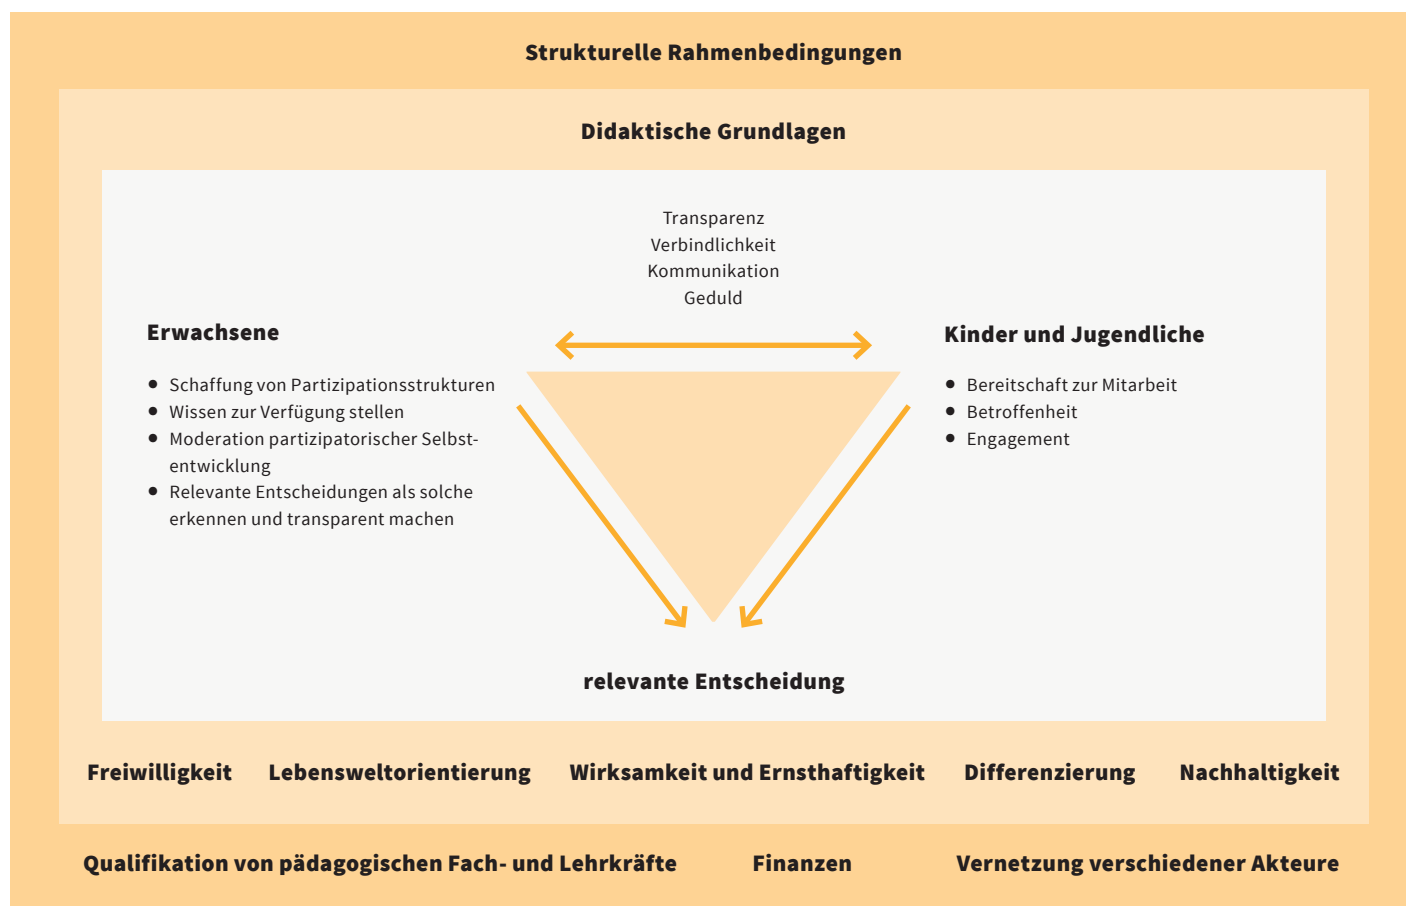 Strukturelle Rahmenbedingungen
Didaktische Grundlagen
Transparenz
Verbindlichkeit
Kommunikation
Geduld
Erwachsene
• Schaffung von Partizipationsstrukturen
• Wissen zur Verfügung stellen
• Moderation partizipatorischer Selbst-
entwicklung
• Relevante Entscheidungen als solche
erkennen und transparent machen
Kinder und Jugendliche
• Bereitschaft zur Mitarbeit
• Betroffenheit
• Engagement
relevante Entscheidung
Freiwilligkeit Lebensweltorientierung Wirksamkeit und Ernsthaftigkeit Differenzierung Nachhaltigkeit
Qualifikation von pädagogischen Fach- und Lehrkräfte Finanzen Vernetzung verschiedener Akteure